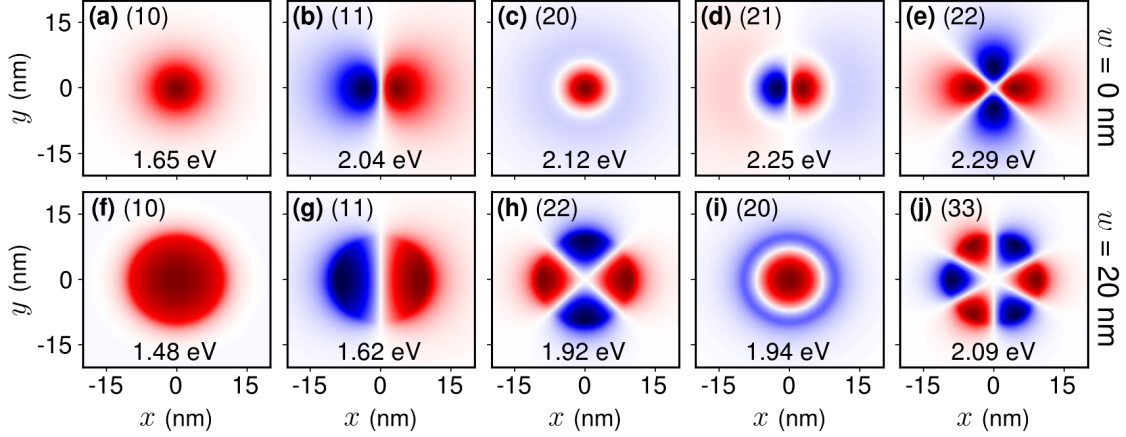 (a) (10)
(b) (11)
(c) (20)
(d) (21)
(e) (22)
15
0
-15
y (nm)
1.65 eV
2.04 eV
2.12 eV
2.25 eV
2.29 eV
w = 0 nm
(f) (10)
(g) (11)
(h) (22)
(i) (20)
(j) (33)
15
0
-15
y (nm)
1.48 eV
1.62 eV
1.92 eV
1.94 eV
2.09 eV
w = 20 nm
-15 0 15
-15 0 15
-15 0 15
-15 0 15
-15 0 15
x (nm)
x (nm)
x (nm)
x (nm)
x (nm)